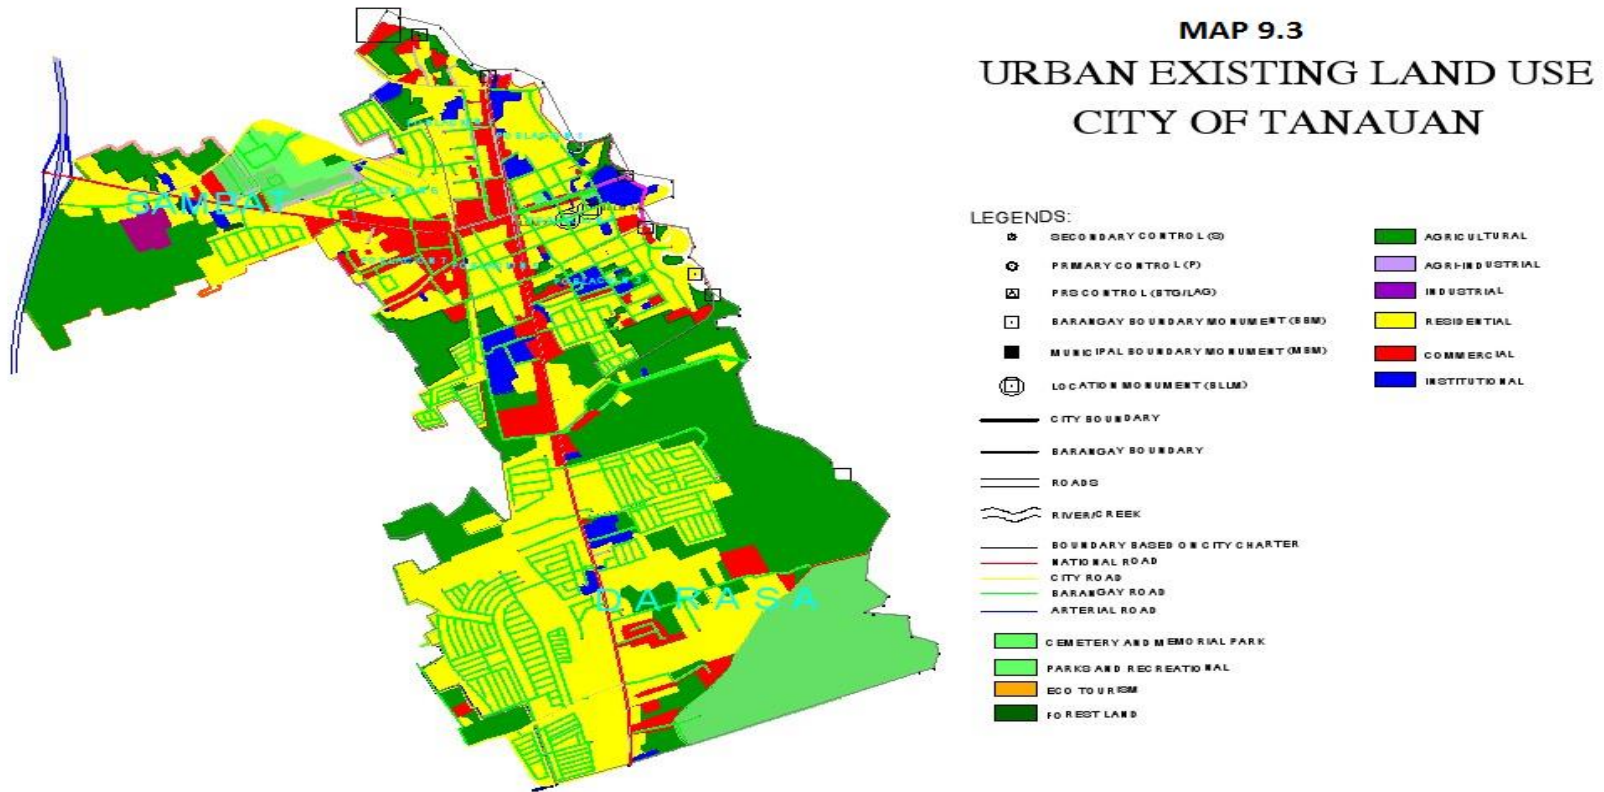 MAP 9.3
URBAN EXISTING LAND USE
CITY OF TANAUAN
LEGENDS:
SECONDARY CONTROL (S)
PRIMARY CONTROL (P)
PRS CONTROL (BTG/LAG)
BARANGAY BOUNDARY MONUMENT (BBM)
MUNICIPAL BOUNDARY MONUMENT (MBM)
LOCATION MONUMENT (BLLM)
CITY BOUNDARY
BARANGAY BOUNDARY
ROADS
RIVER/CREEK
BOUNDARY BASED ON CITY CHARTER
NATIONAL ROAD
CITY ROAD
BARANGAY ROAD
ARTERIAL ROAD
CEMETERY AND MEMORIAL PARK
PARKS AND RECREATIONAL
ECO TOURISM
FOREST LAND
AGRICULTURAL
AGRI-INDUSTRIAL
INDUSTRIAL
RESIDENTIAL
COMMERCIAL
INSTITUTIONAL
SAMBAT
DARASA